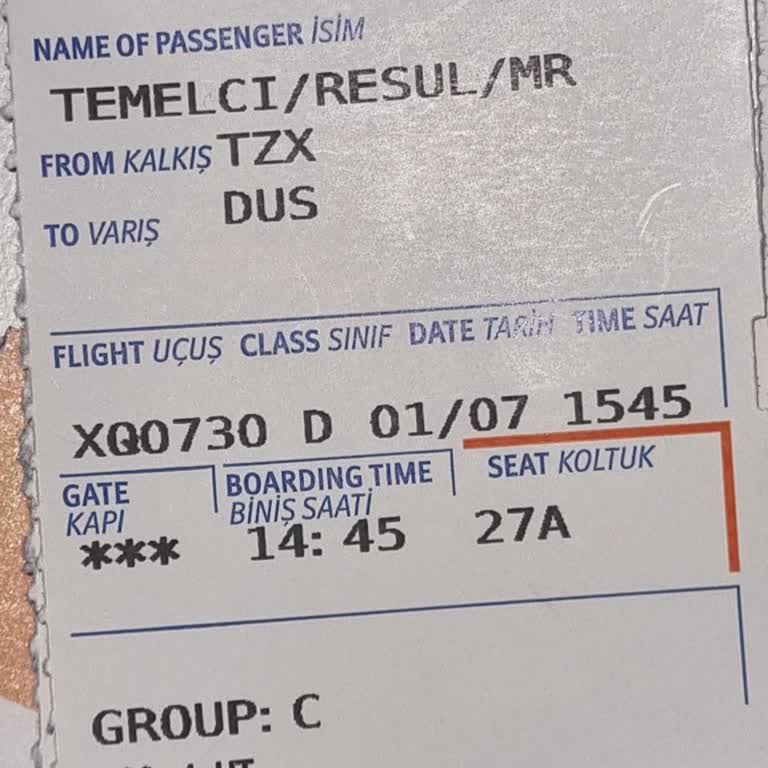 NAME OF PASSENGER İSİM
TEMELCI/RESUL/MR
FROM KALKIŞ TZX
TO VARIŞ DUS
FLIGHT UÇUŞ CLASS SINIF DATE TARİH TIME SAAT
XQ0730 D 01/07 1545
GATE BOARDING TIME SEAT KOLTUK
KAPI BİNİŞ SAATİ
*** 14: 45 27A
GROUP: C